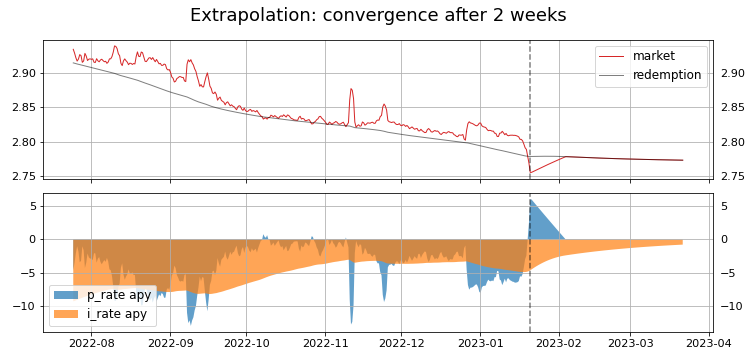 Extrapolation: convergence after 2 weeks
market
redemption
2.90 2.90
2.85 2.85
2.80 2.80
2.75 2.75
5 5
0 0
−5 −5
−10 −10
p_rate apy
i_rate apy
2022-08 2022-09 2022-10 2022-11 2022-12 2023-01 2023-02 2023-03 2023-04